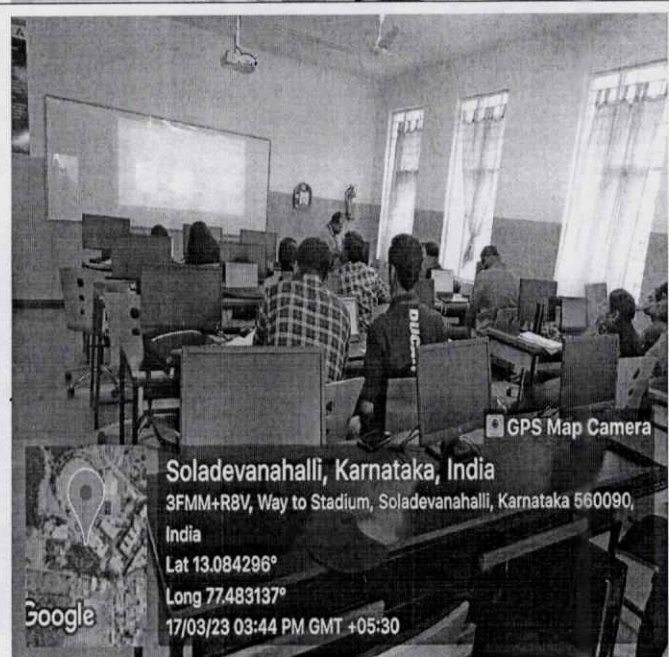 GPS Map Camera
Soladevanahalli, Karnataka, India
3FMM+R8V, Way to Stadium, Soladevanahalli, Karnataka 560090,
India
Lat 13.084296°
Long 77.483137°
17/03/23 03:44 PM GMT +05:30
Google